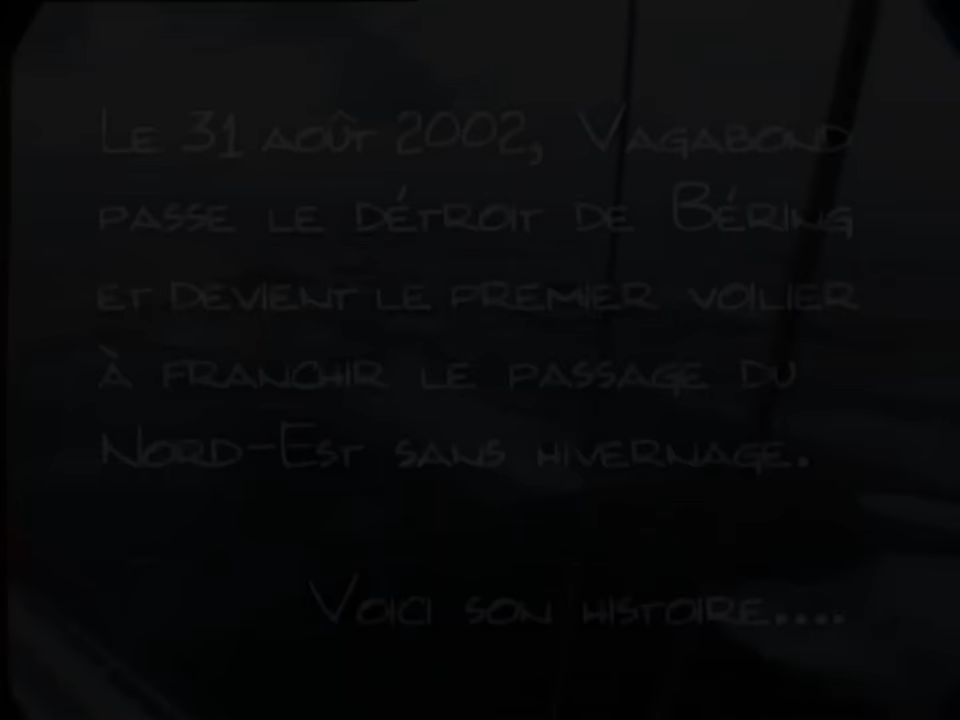 Le 31 août 2002, Vagabond
passe le détroit de Béring
et devient le premier voilier
à franchir le passage du
Nord-Est sans hivernage.
Voici son histoire....